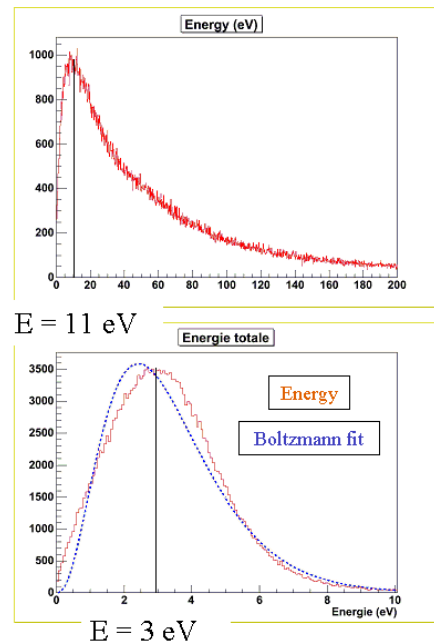 Energy (eV)
1000
800
600
400
200
0
0 20 40 60 80 100 120 140 160 180 200
E = 11 eV
Energie totale
3500
3000
2500
2000
1500
1000
500
0
Energy
Boltzmann fit
0 2 4 6 8 10
Energie (eV)
E = 3 eV